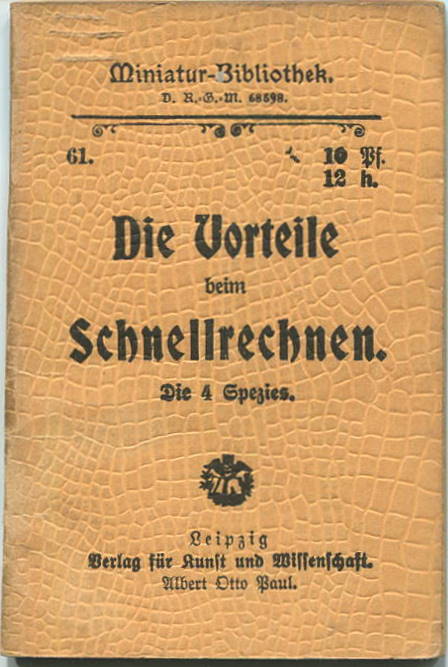 Miniatur-Bibliothek.
D. R.-G.-M. 68698.
61.
10 Pf.
12 h.
Die Vorteile
beim
Schnellrechnen.
Die 4 Spezies.
Leipzig
Verlag für Kunst und Wissenschaft.
Albert Otto Paul.